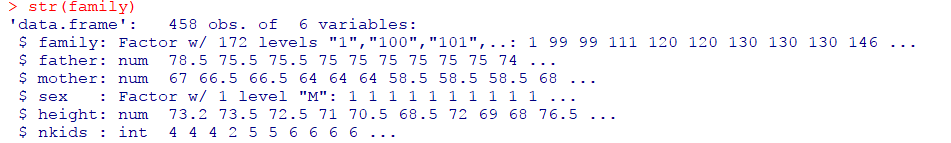 > str(family)
'data.frame':   458 obs. of  6 variables:
 $ family: Factor w/ 172 levels "1","100","101",..: 1 99 99 111 120 120 130 130 130 146 ...
 $ father: num  78.5 75.5 75.5 75 75 75 75 75 75 74 ...
 $ mother: num  67 66.5 66.5 64 64 64 58.5 58.5 58.5 68 ...
 $ sex   : Factor w/ 1 level "M": 1 1 1 1 1 1 1 1 1 1 ...
 $ height: num  73.2 73.5 72.5 71 70.5 68.5 72 69 68 76.5 ...
 $ nkids : int  4 4 4 2 5 5 6 6 6 6 ...